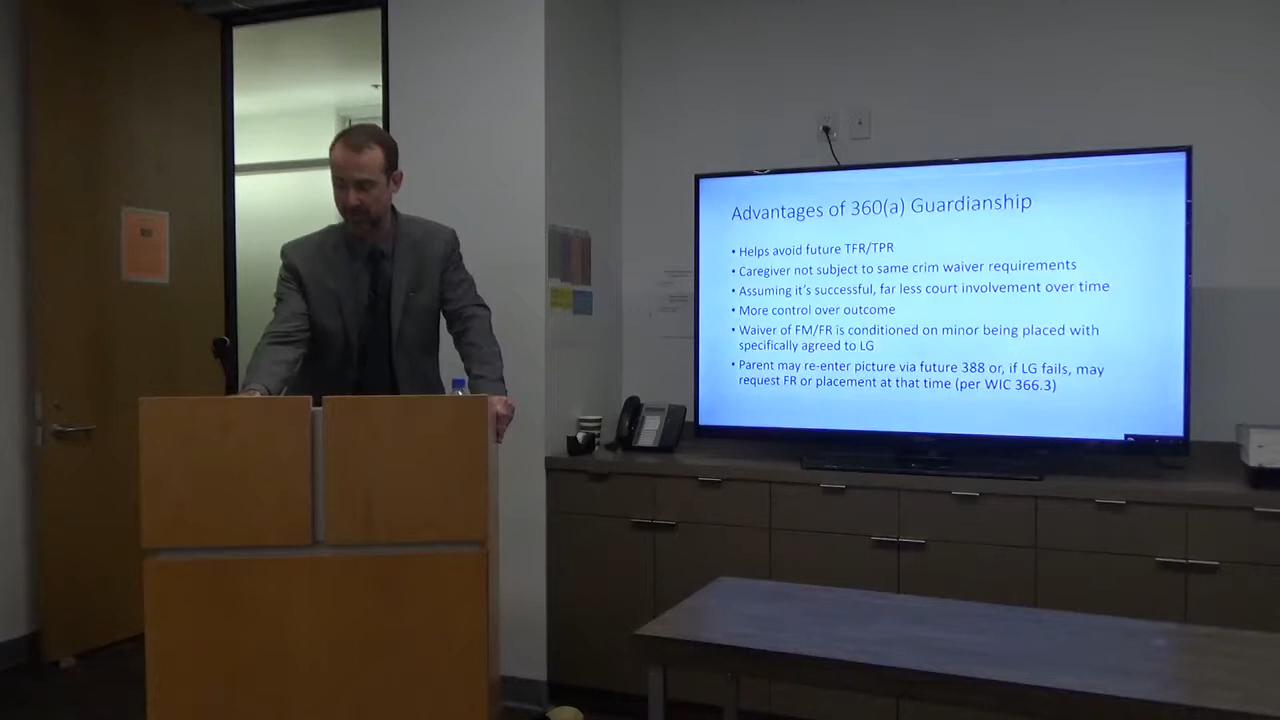 Advantages of 360(a) Guardianship
• Helps avoid future TFR/TPR
• Caregiver not subject to same crim waiver requirements
• Assuming it's successful, far less court involvement over time
• More control over outcome
• Waiver of FM/FR is conditioned on minor being placed with
specifically agreed to LG
• Parent may re-enter picture via future 388 or, if LG fails, may
request FR or placement at that time (per WIC 366.3)